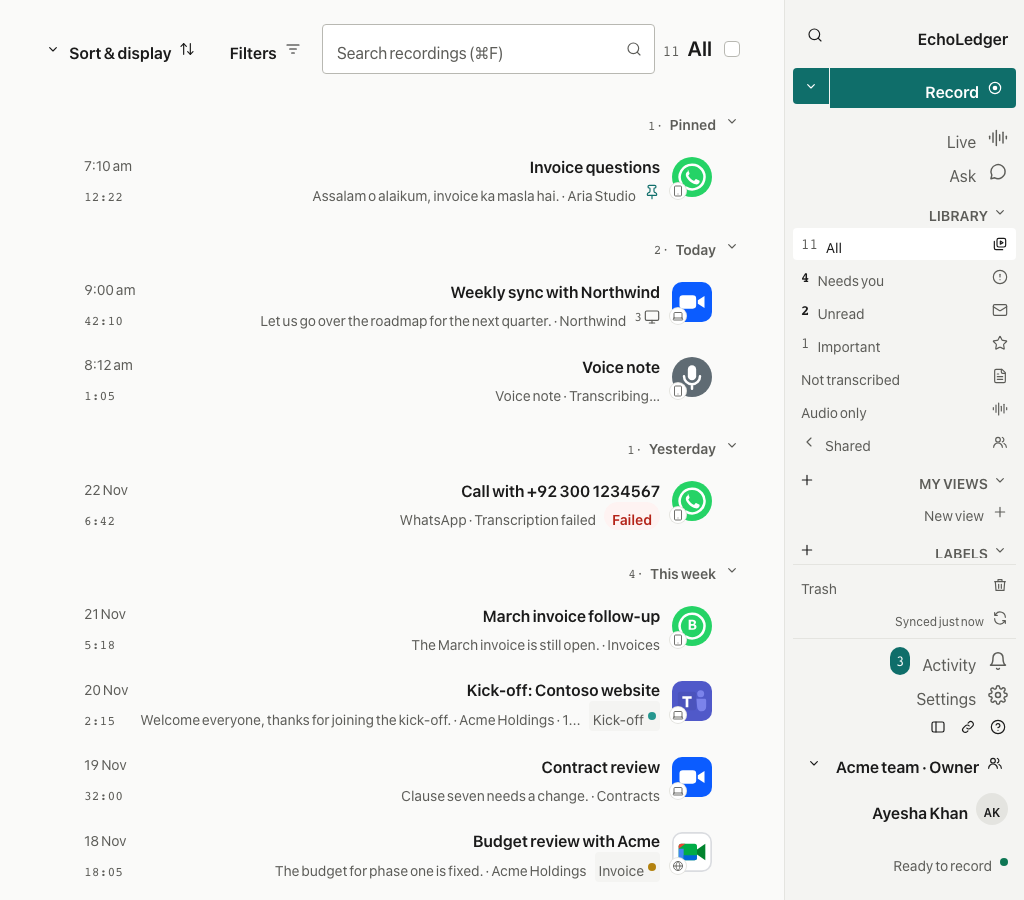 EchoLedger
Record
Live
Ask
LIBRARY
All 11
Needs you 4
Unread 2
Important 1
Not transcribed
Audio only
Shared
MY VIEWS
New view
LABELS
Trash
Synced just now
Activity 3
Settings
Acme team · Owner
AK Ayesha Khan
Ready to record
All 11
Search recordings (⌘F)
Filters
Sort & display
Pinned · 1
Invoice questions 7:10 am
Assalam o alaikum, invoice ka masla hai. · Aria Studio 12:22
Today · 2
Weekly sync with Northwind 9:00 am
3 Let us go over the roadmap for the next quarter. · Northwind 42:10
Voice note 8:12 am
Voice note · Transcribing... 1:05
Yesterday · 1
Call with +92 300 1234567 22 Nov
Failed WhatsApp · Transcription failed 6:42
This week · 4
B March invoice follow-up 21 Nov
The March invoice is still open. · Invoices 5:18
T Kick-off: Contoso website 20 Nov
Kick-off Welcome everyone, thanks for joining the kick-off. · Acme Holdings · 1... 2:15
Contract review 19 Nov
Clause seven needs a change. · Contracts 32:00
Budget review with Acme 18 Nov
Invoice The budget for phase one is fixed. · Acme Holdings 18:05